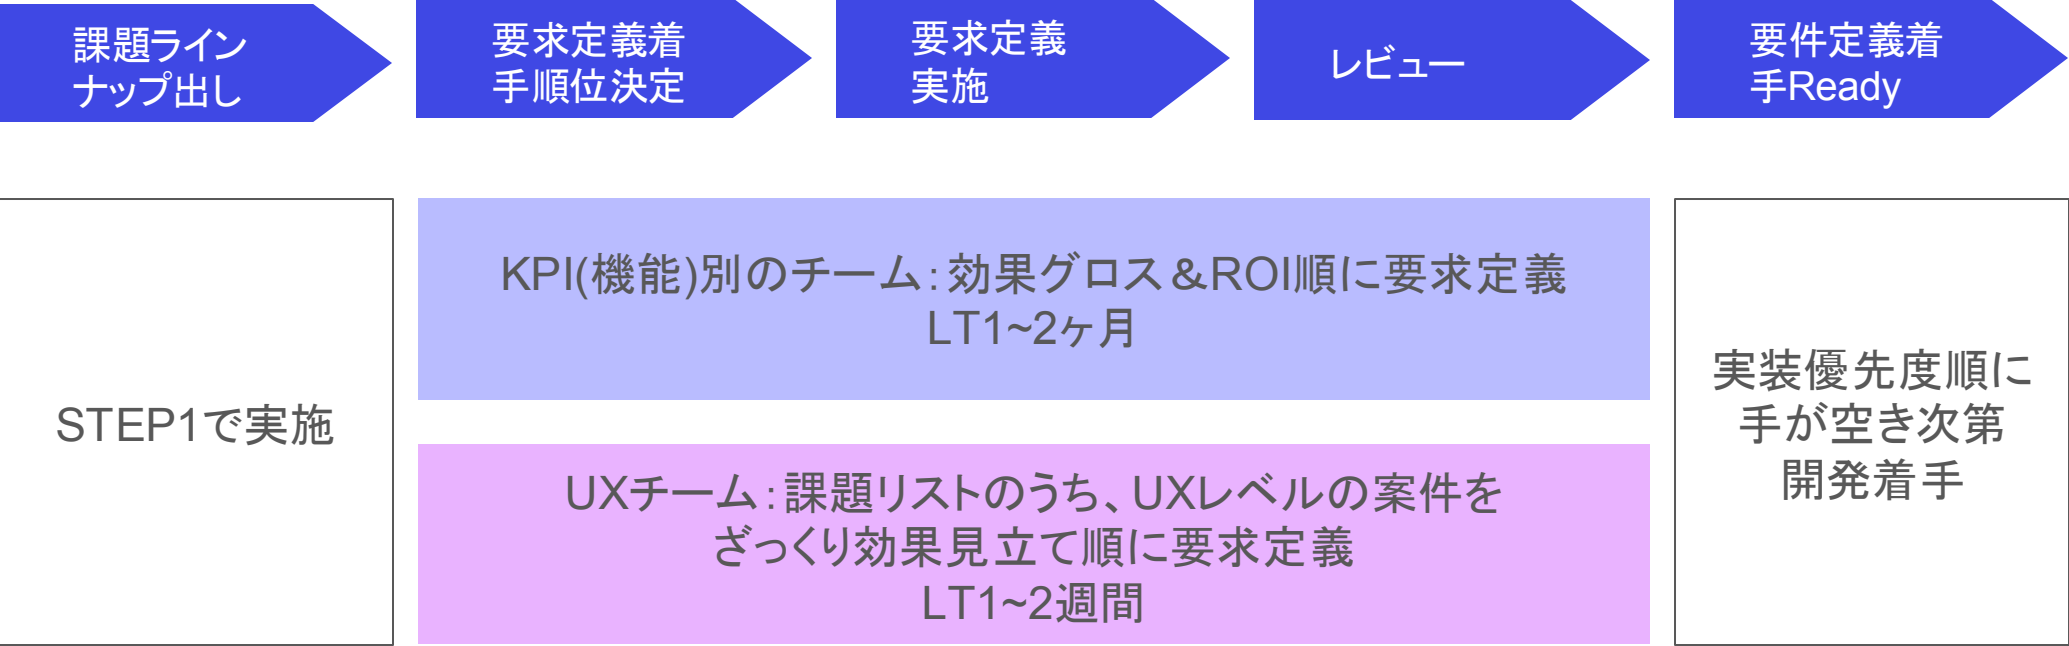 課題ライン
ナップ出し
要求定義着
手順位決定
要求定義
実施
レビュー
要件定義着
手Ready
STEP1で実施
KPI(機能)別のチーム：効果グロス＆ROI順に要求定義
LT1~2ヶ月
UXチーム：課題リストのうち、UXレベルの案件を
ざっくり効果見立て順に要求定義
LT1~2週間
実装優先度順に
手が空き次第
開発着手